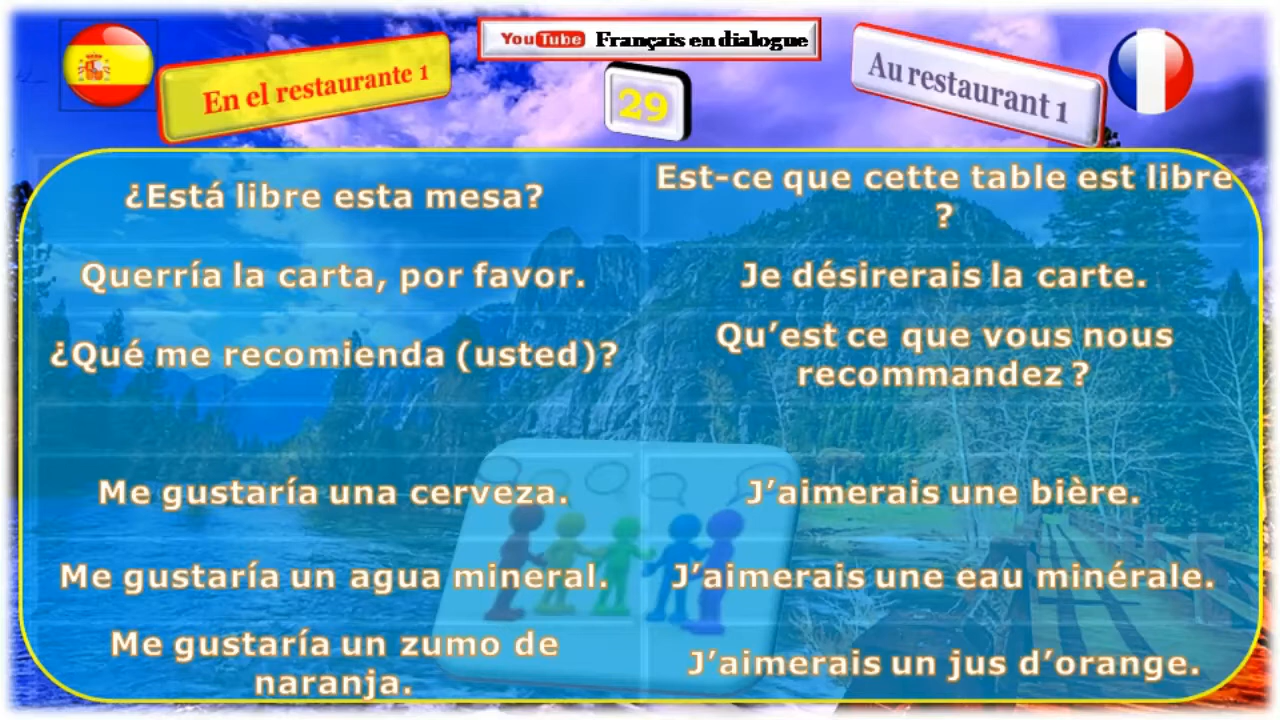 YouTube Français en dialogue
En el restaurante 1
29
Au restaurant 1
¿Está libre esta mesa?
Est-ce que cette table est libre
?
Querría la carta, por favor.
Je désirerais la carte.
¿Qué me recomienda (usted)?
Qu’est ce que vous nous
recommandez ?
Me gustaría una cerveza.
J’aimerais une bière.
Me gustaría un agua mineral.
J’aimerais une eau minérale.
Me gustaría un zumo de
naranja.
J’aimerais un jus d’orange.